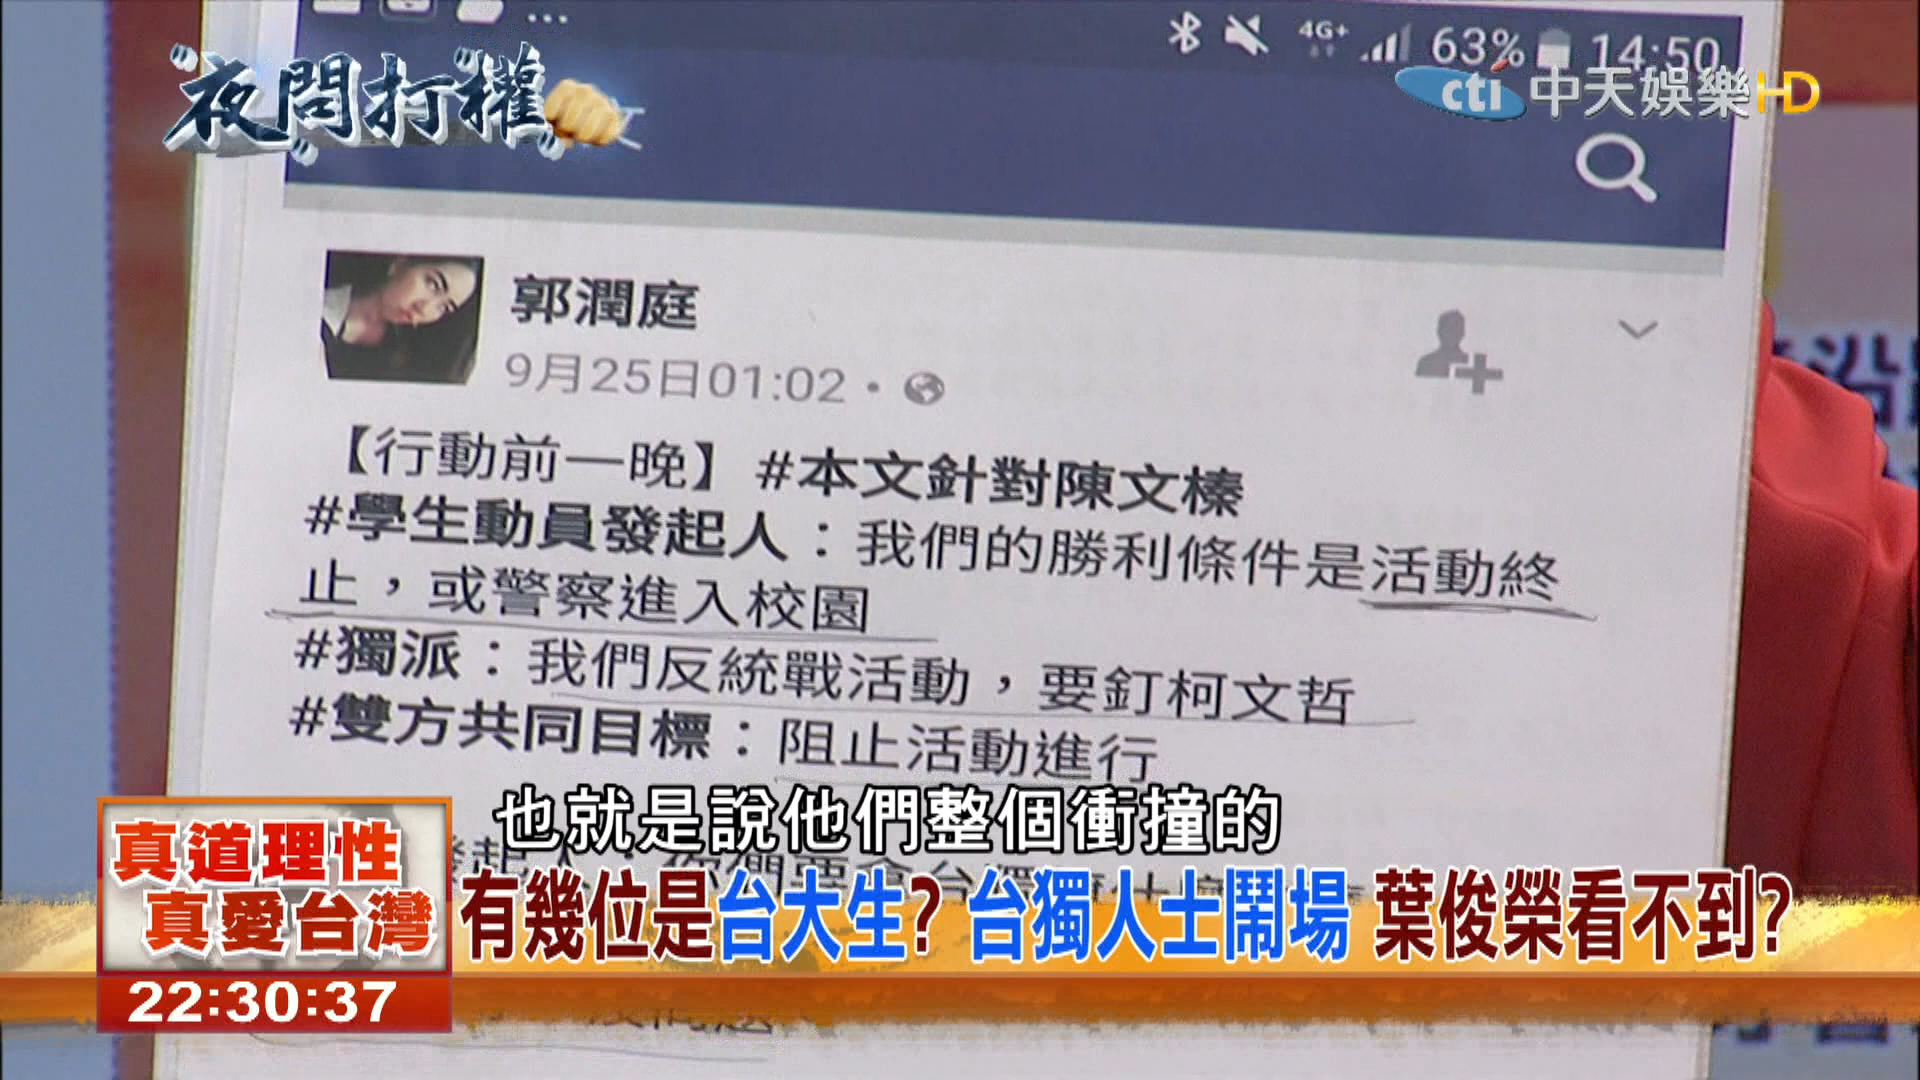 4G+ 63% 14:50
"夜問打權"
cti 中天娛樂HD
郭潤庭
9月25日01:02
【行動前一晚】#本文針對陳文榛
#學生動員發起人:我們的勝利條件是活動終
止,或警察進入校園
#獨派:我們反統戰活動,要釘柯文哲
#雙方共同目標:阻止活動進行
也就是說他們整個衝撞的
真道理性
真愛台灣
有幾位是台大生? 台獨人士鬧場 葉俊榮看不到?
22:30:37